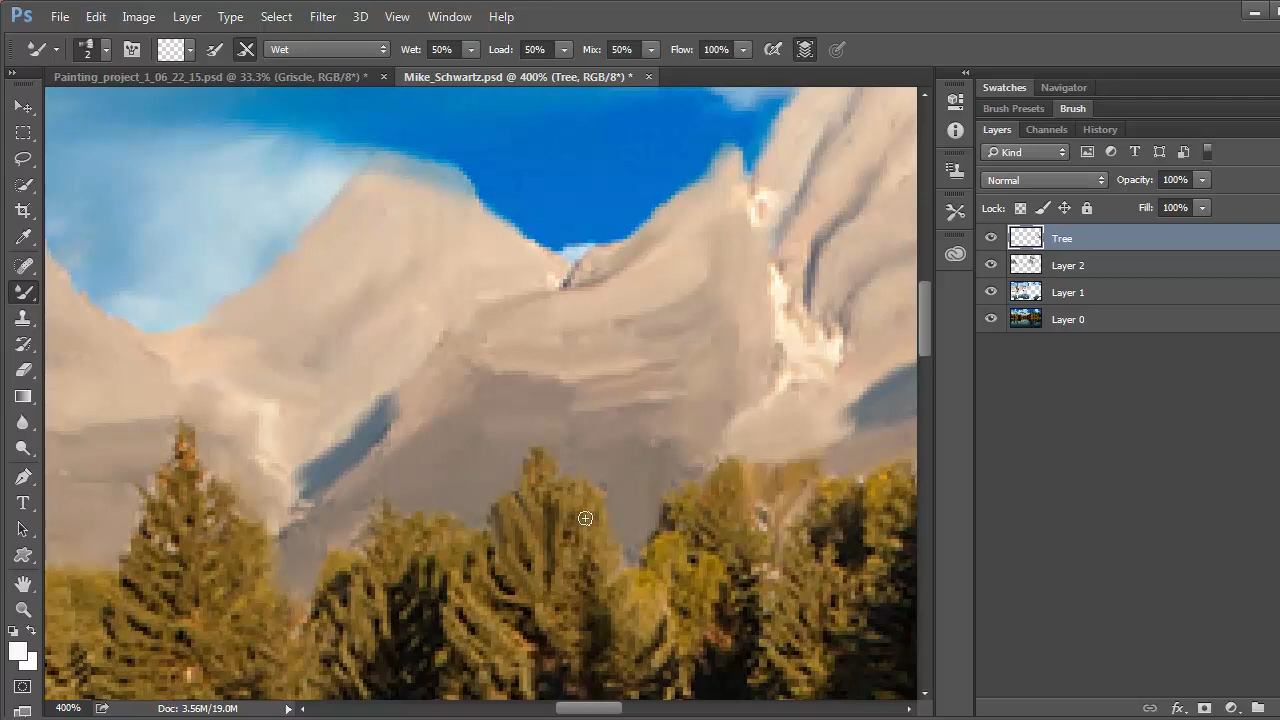 Ps File Edit Image Layer Type Select Filter 3D View Window Help
2 Wet Wet: 50% Load: 50% Mix: 50% Flow: 100%
Painting_project_1_06_22_15.psd @ 33.3% (Griscle, RGB/8*) * × Mike_Schwartz.psd @ 400% (Tree, RGB/8*) * ×
Swatches Navigator
Brush Presets Brush
Layers Channels History
Kind
Normal Opacity: 100%
Lock: Fill: 100%
Tree
Layer 2
Layer 1
Layer 0
400% Doc: 3.56M/19.0M